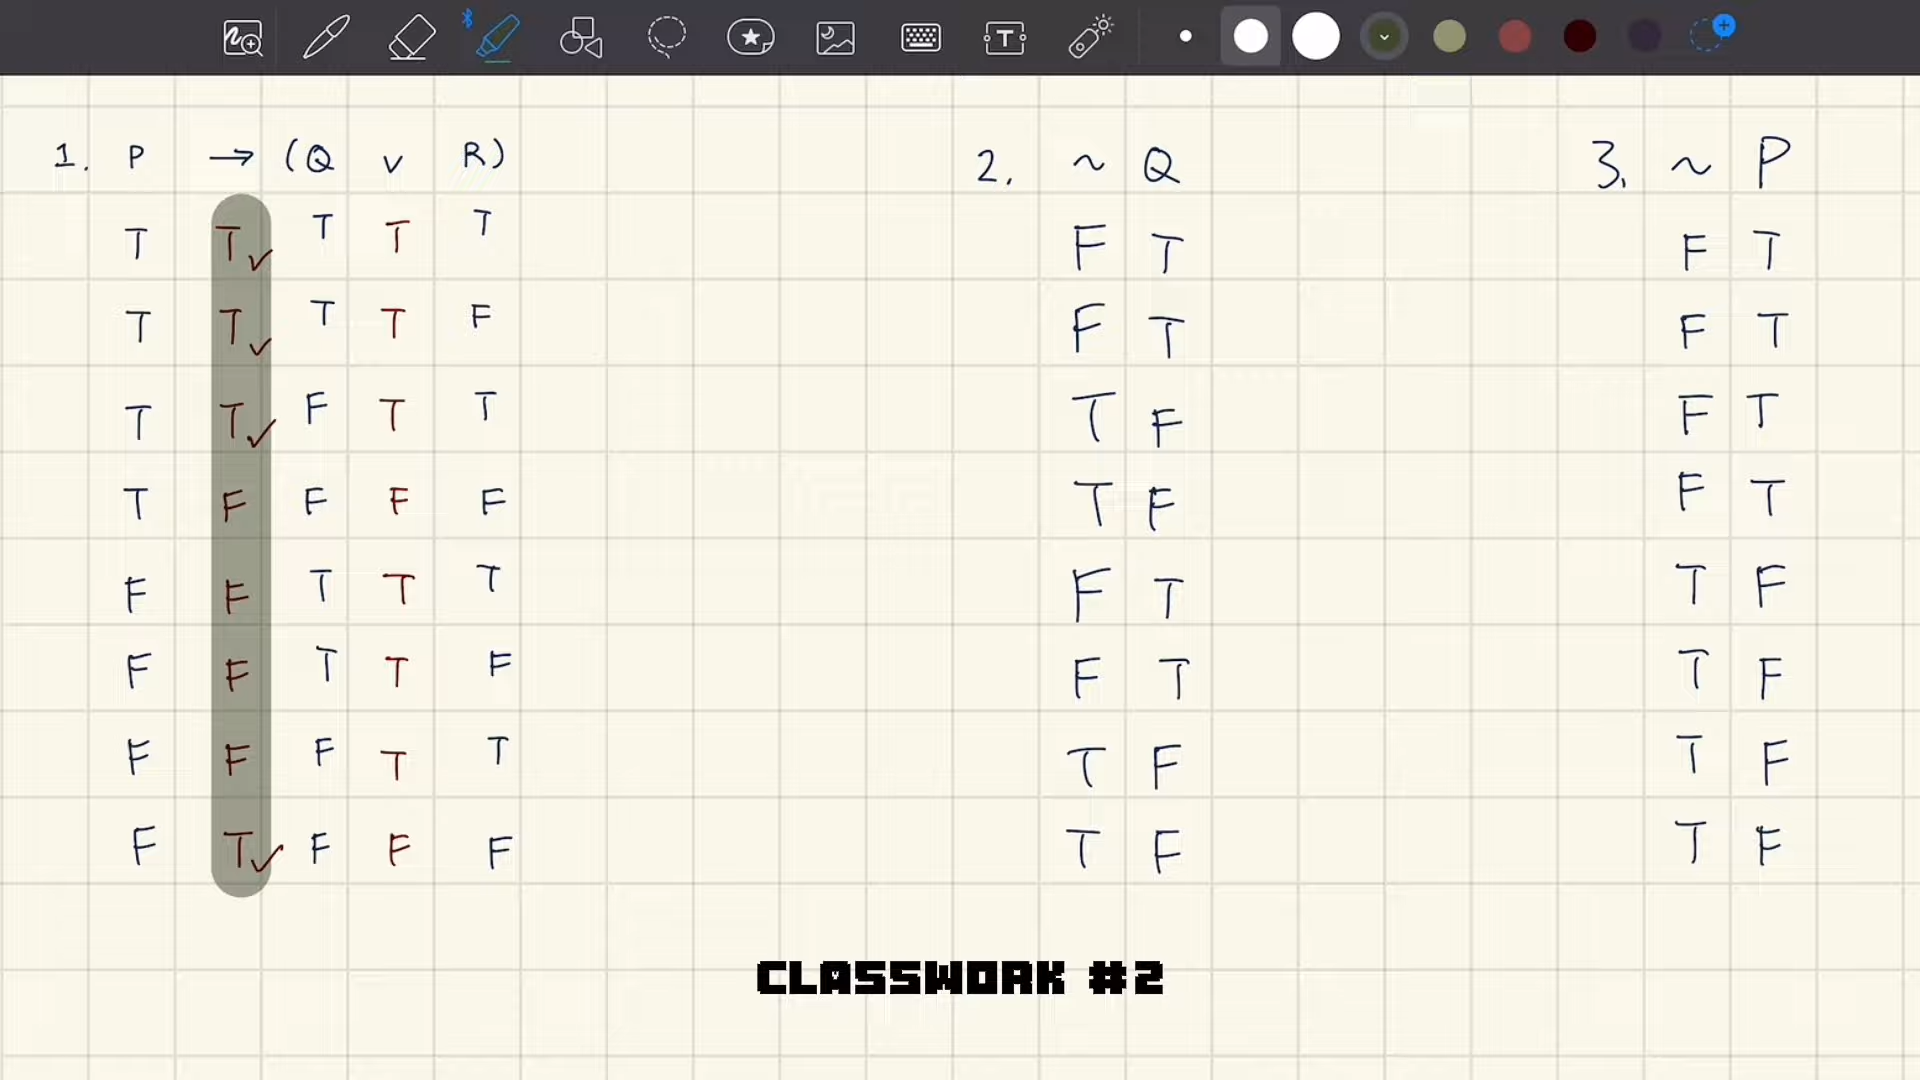 1. P → (Q v R) 2. ~ Q 3. ~ P
T T✓ T T T F T F T
T T✓ T T F F T F T
T T✓ F T T T F F T
T F F F F T F F T
F F T T T F T T F
F F T T F F T T F
F F F T T T F T F
F T✓ F F F T F T F
CLASSWORK #2